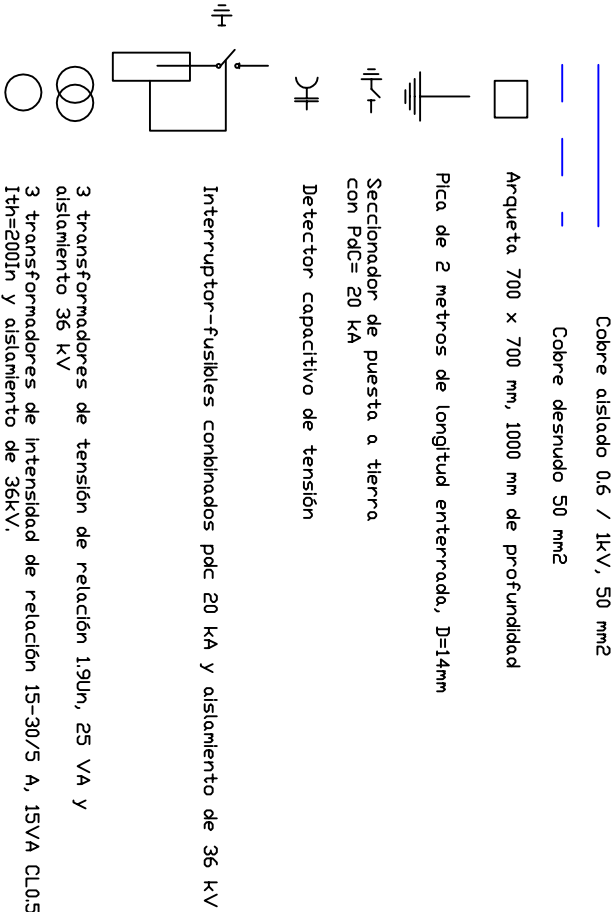 Cobre aislado 0.6 / 1kV, 50 mm2
Cobre desnudo 50 mm2
Arqueta 700 x 700 mm, 1000 mm de profundidad
Pica de 2 metros de longitud enterrada, D=14mm
Seccionador de puesta a tierra
con PdC= 20 kA
Detector capacitivo de tensión
Interruptor-fusibles combinados pdc 20 kA y aislamiento de 36 kV
3 transformadores de tensión de relación 1.9Un, 25 VA y
aislamiento 36 kV
3 transformadores de intensidad de relación 15-30/5 A, 15VA CL0.5
Ith=200In y aislamiento de 36kV.